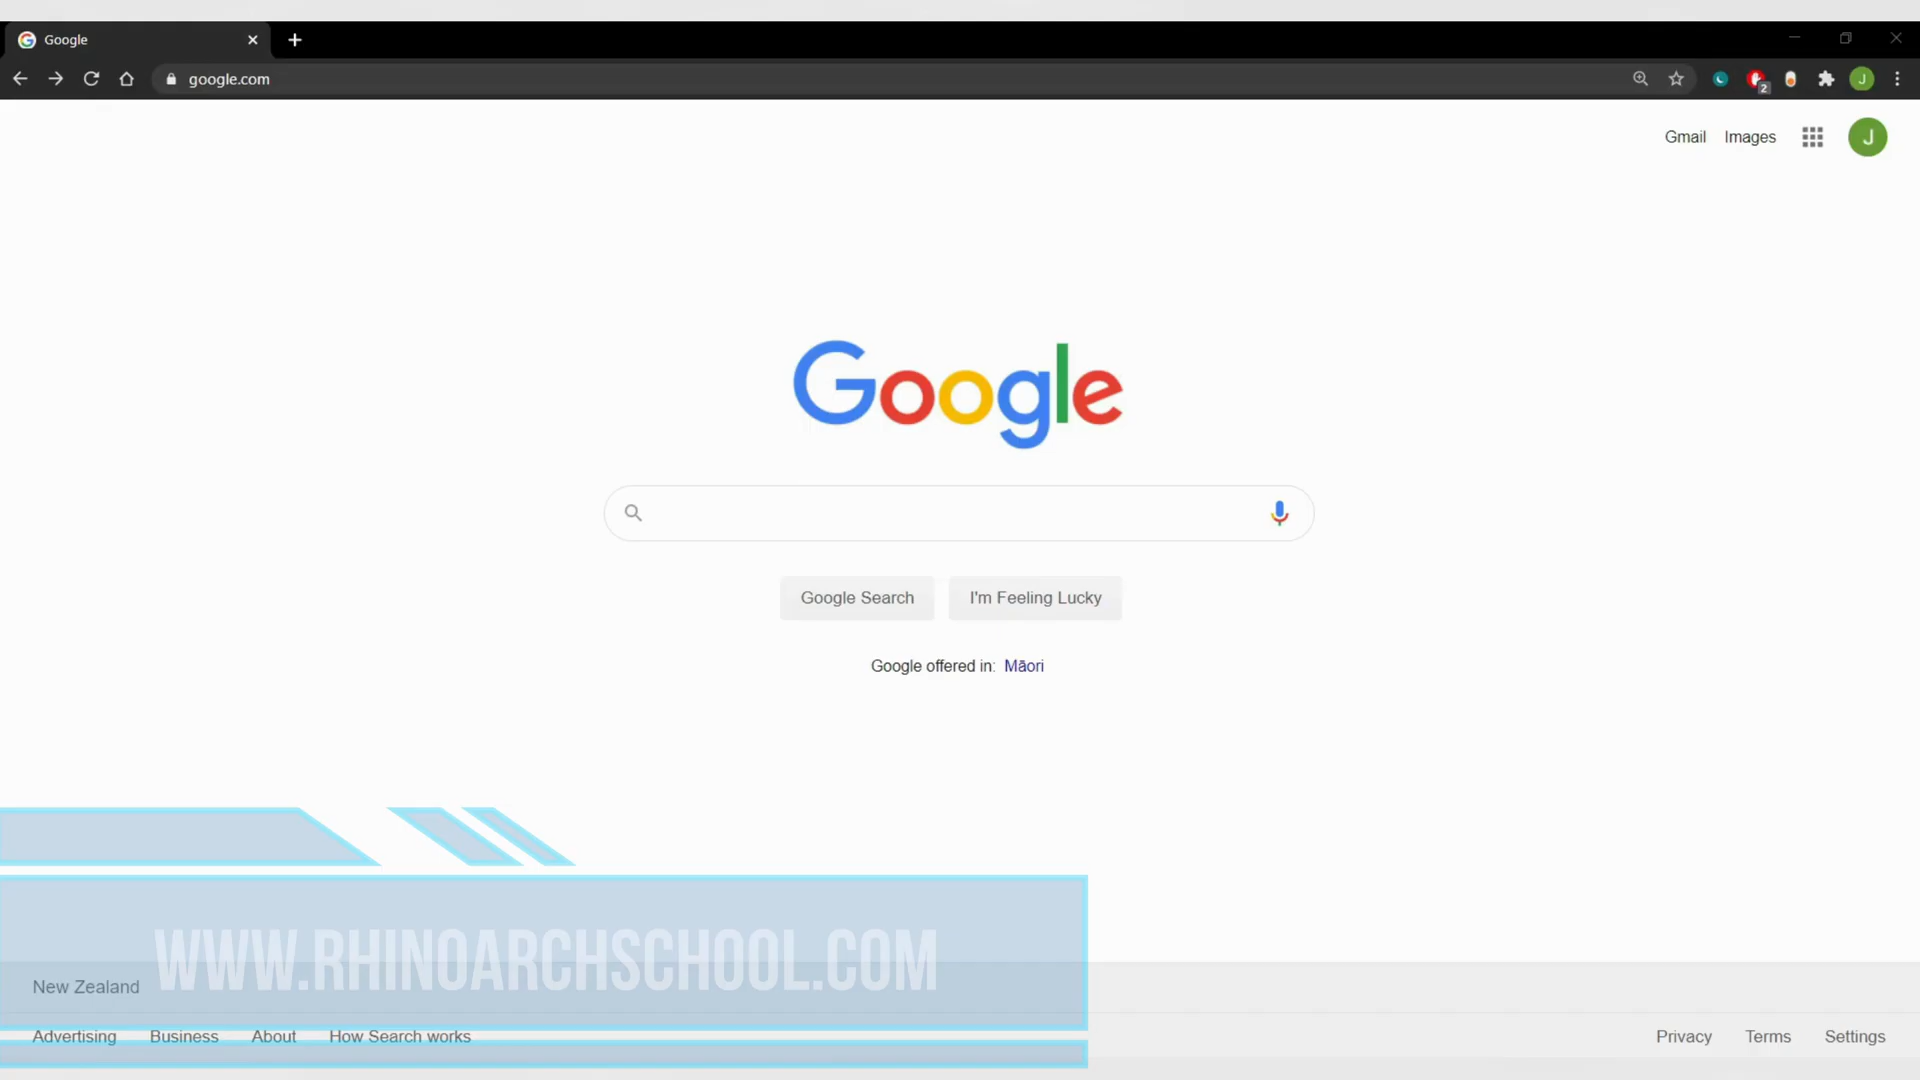 Google
google.com
2
J
Gmail
Images
J
Google
Google Search
I'm Feeling Lucky
Google offered in: Māori
WWW.RHINOARCHSCHOOL.COM
New Zealand
Advertising
Business
About
How Search works
Privacy
Terms
Settings